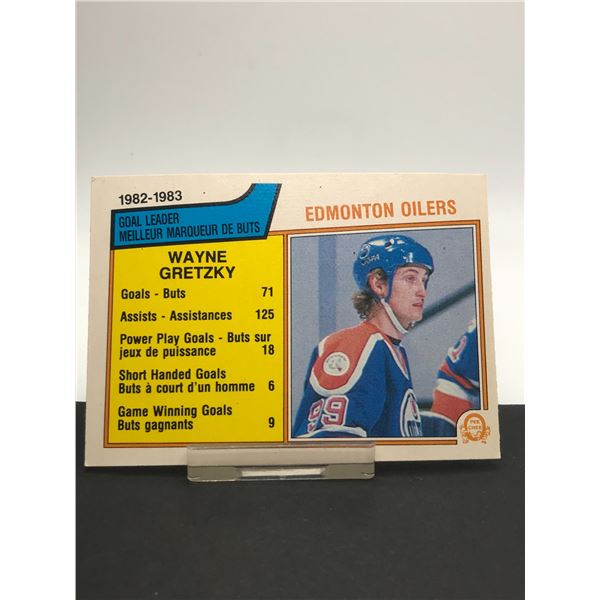 1982-1983
GOAL LEADER
MEILLEUR MARQUEUR DE BUTS
EDMONTON OILERS
WAYNE
GRETZKY
Goals - Buts 71
Assists - Assistances 125
Power Play Goals - Buts sur
jeux de puissance 18
Short Handed Goals
Buts à court d'un homme 6
Game Winning Goals
Buts gagnants 9
99
O
PEE
CHEE